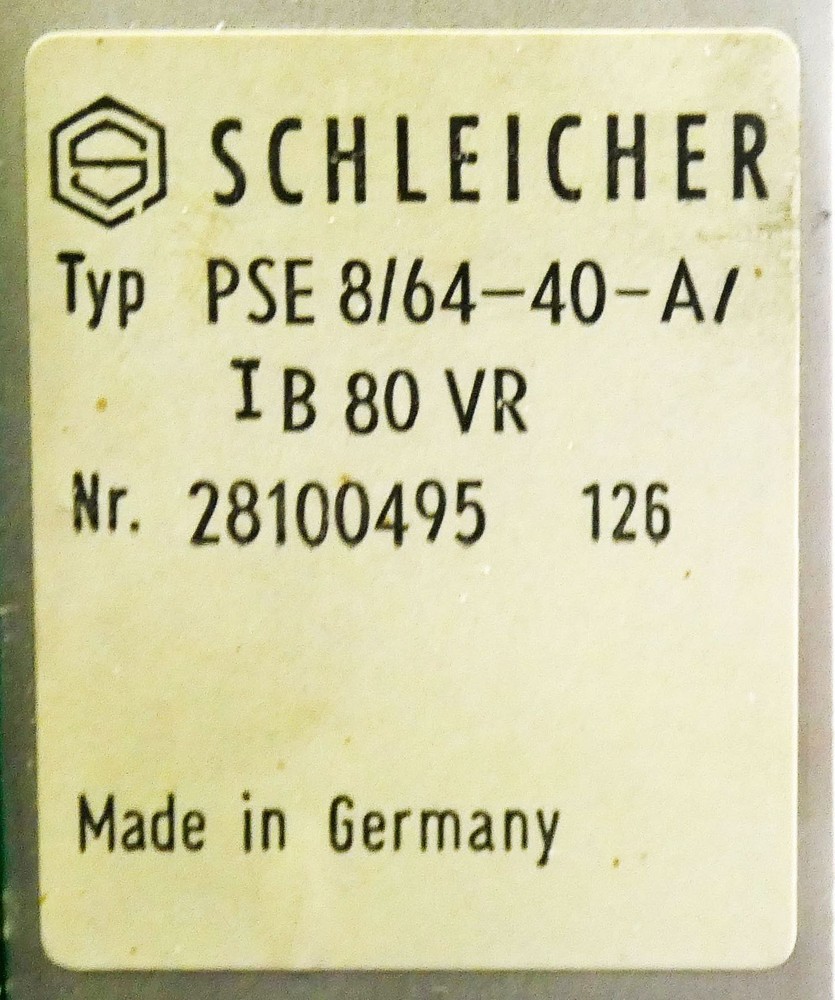 SCHLEICHER
Typ PSE 8/64-40-A/
IB 80 VR
Nr. 28100495 126
Made in Germany